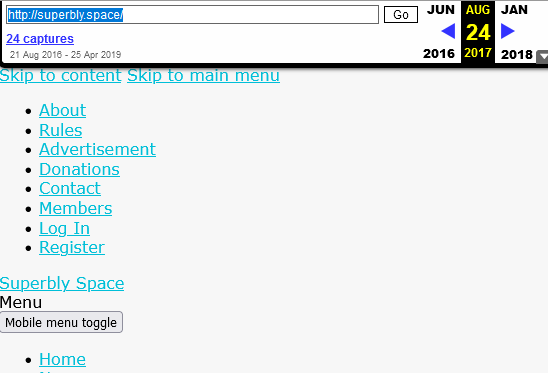 http://superbly.space/ Go JUN AUG JAN
24
24 captures 2016 2017 2018
21 Aug 2016 - 25 Apr 2019
Skip to content Skip to main menu
About
Rules
Advertisement
Donations
Contact
Members
Log In
Register
Superbly Space
Menu
Mobile menu toggle
Home